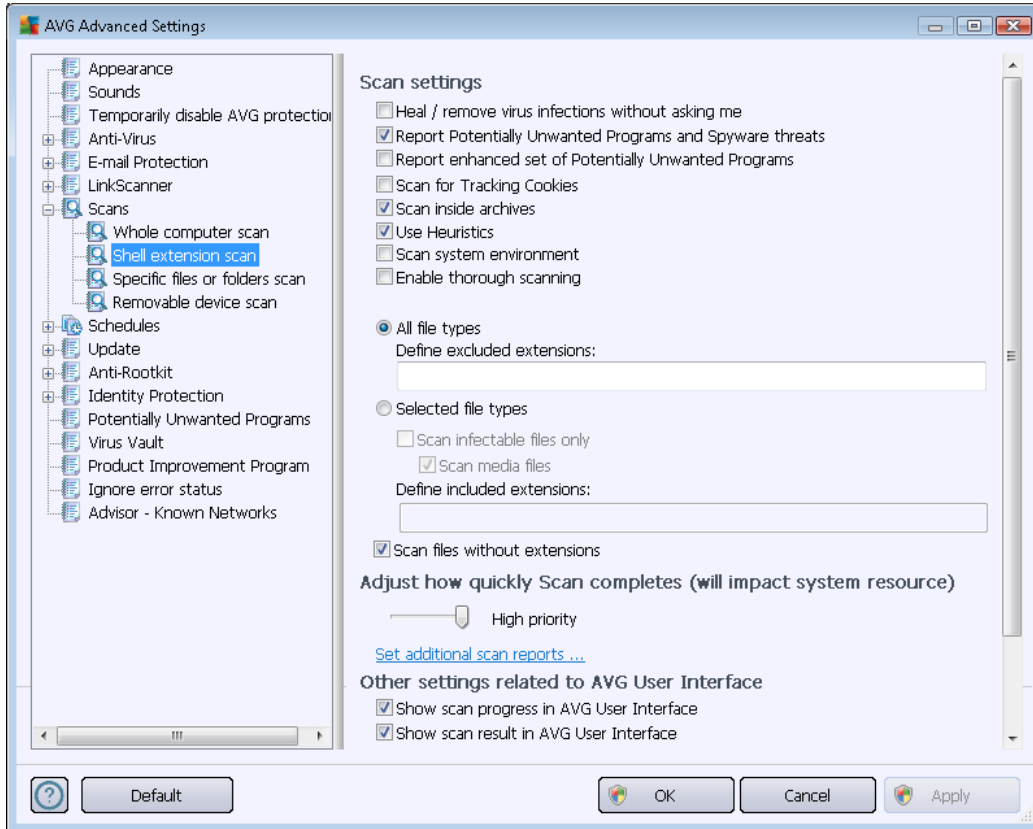 AVG Advanced Settings
Appearance
Sounds
Temporarily disable AVG protection
Anti-Virus
E-mail Protection
LinkScanner
Scans
Whole computer scan
Shell extension scan
Specific files or folders scan
Removable device scan
Schedules
Update
Anti-Rootkit
Identity Protection
Potentially Unwanted Programs
Virus Vault
Product Improvement Program
Ignore error status
Advisor - Known Networks
Scan settings
Heal / remove virus infections without asking me
Report Potentially Unwanted Programs and Spyware threats
Report enhanced set of Potentially Unwanted Programs
Scan for Tracking Cookies
Scan inside archives
Use Heuristics
Scan system environment
Enable thorough scanning
All file types
Define excluded extensions:
Selected file types
Scan infectable files only
Scan media files
Define included extensions:
Scan files without extensions
Adjust how quickly Scan completes (will impact system resource)
High priority
Set additional scan reports ...
Other settings related to AVG User Interface
Show scan progress in AVG User Interface
Show scan result in AVG User Interface
? Default OK Cancel Apply